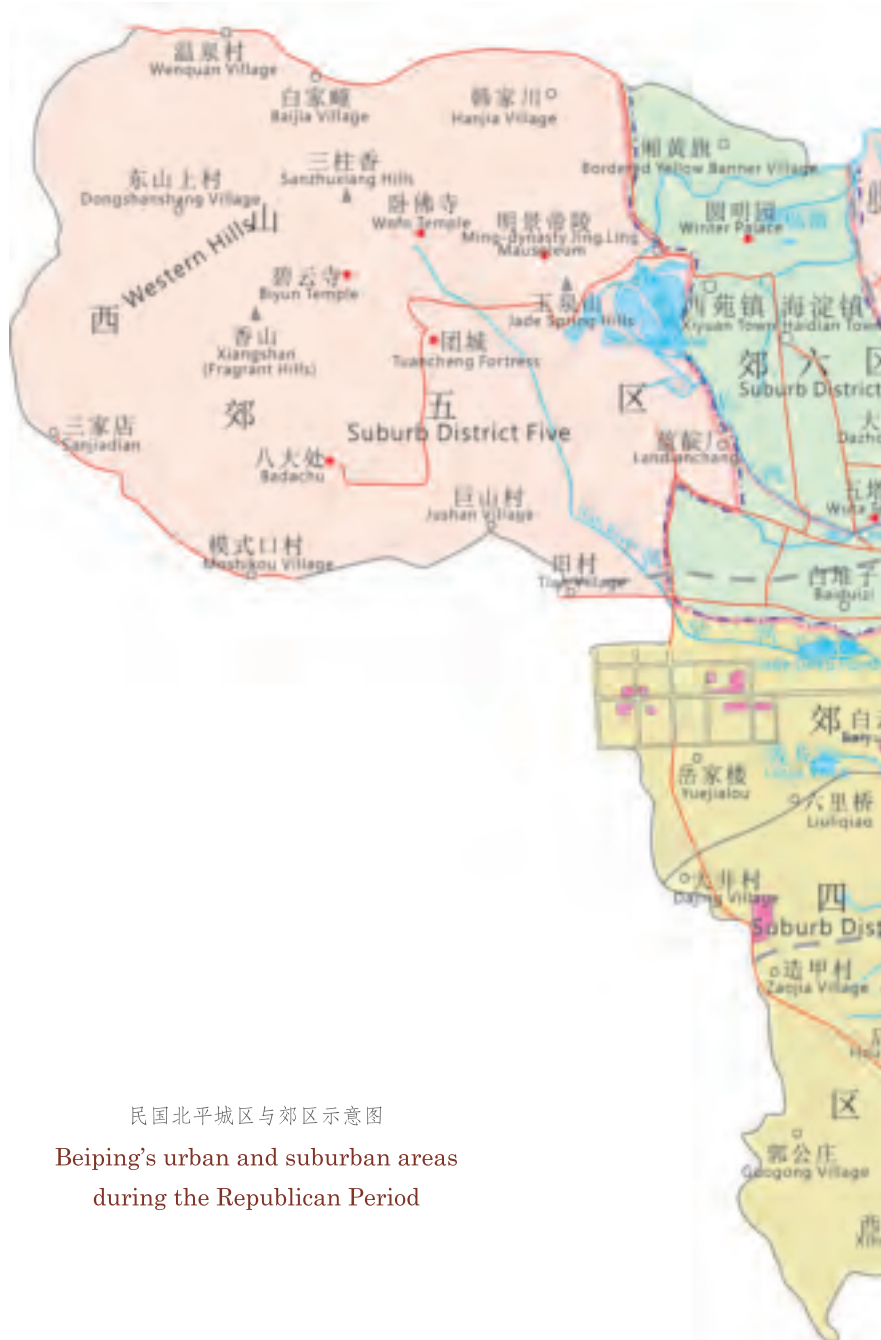 温泉村
Wenquan Village
白家疃
Baijia Village
韩家川
Hanjia Village
厢黄旗
Bordered Yellow Banner Village
三柱香
Sanzhuxiang Hills
东山上村
Dongshanshang Village
卧佛寺
Wofo Temple
明景帝陵
Ming-dynasty Jing Ling
Mausoleum
圆明园
Winter Palace
山
Western Hills
西
碧云寺
Biyun Temple
玉泉山
Jade Spring Hills
西苑镇
Xiyuan Town
海淀镇
Haidian Town
香山
Xiangshan
(Fragrant Hills)
团城
Tuancheng Fortress
郊六区
Suburb District
郊五区
Suburb District Five
三家店
Sanjiadian
蓝靛厂
Landianchang
八大处
Badachu
巨山村
Jushan Village
模式口村
Moshikou Village
田村
Tian Village
白堆子
Baiduizi
郊
岳家楼
Yuejialou
六里桥
Liuliqiao
大井村
Dajing Village
四
Suburb Dist
造甲村
Zaojia Village
区
郭公庄
Guogong Village
民国北平城区与郊区示意图
Beiping's urban and suburban areas
during the Republican Period